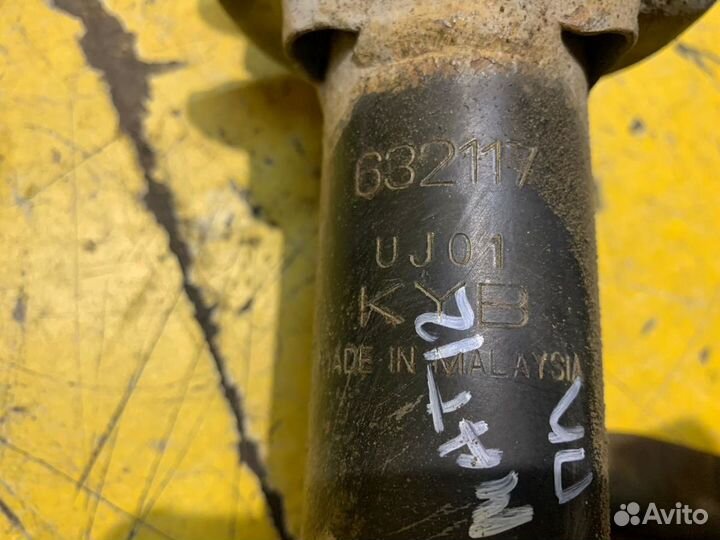 632117
UJ01
KYB
MADE IN MALAYSIA
Avito